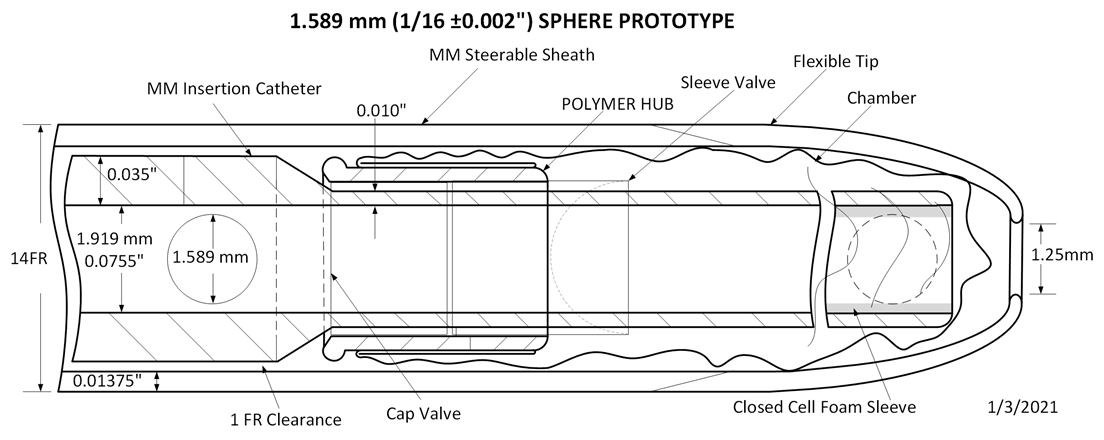 1.589 mm (1/16 ±0.002") SPHERE PROTOTYPE
MM Steerable Sheath
Flexible Tip
Sleeve Valve
MM Insertion Catheter
Chamber
POLYMER HUB
0.010"
0.035"
1.919 mm
0.0755"
1.589 mm
14FR
1.25mm
0.01375"
1 FR Clearance
Cap Valve
Closed Cell Foam Sleeve
1/3/2021